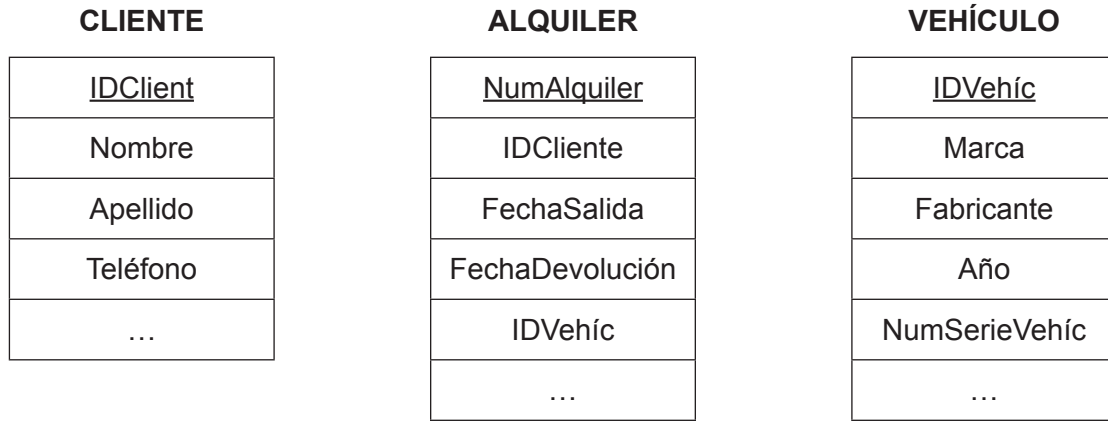 CLIENTE
IDClient
Nombre
Apellido
Teléfono
…
ALQUILER
NumAlquiler
IDCliente
FechaSalida
FechaDevolución
IDVehíc
…
VEHÍCULO
IDVehíc
Marca
Fabricante
Año
NumSerieVehíc
…